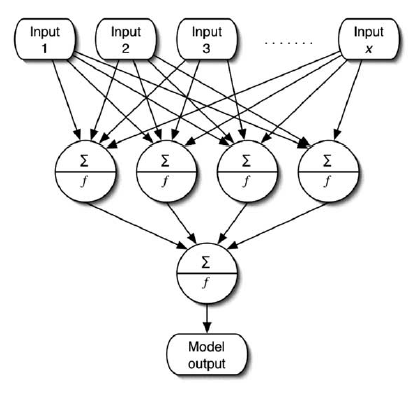 Input Input Input Input
1 2 3 ....... x
Σ Σ Σ Σ
f f f f
Σ
f
Model
output